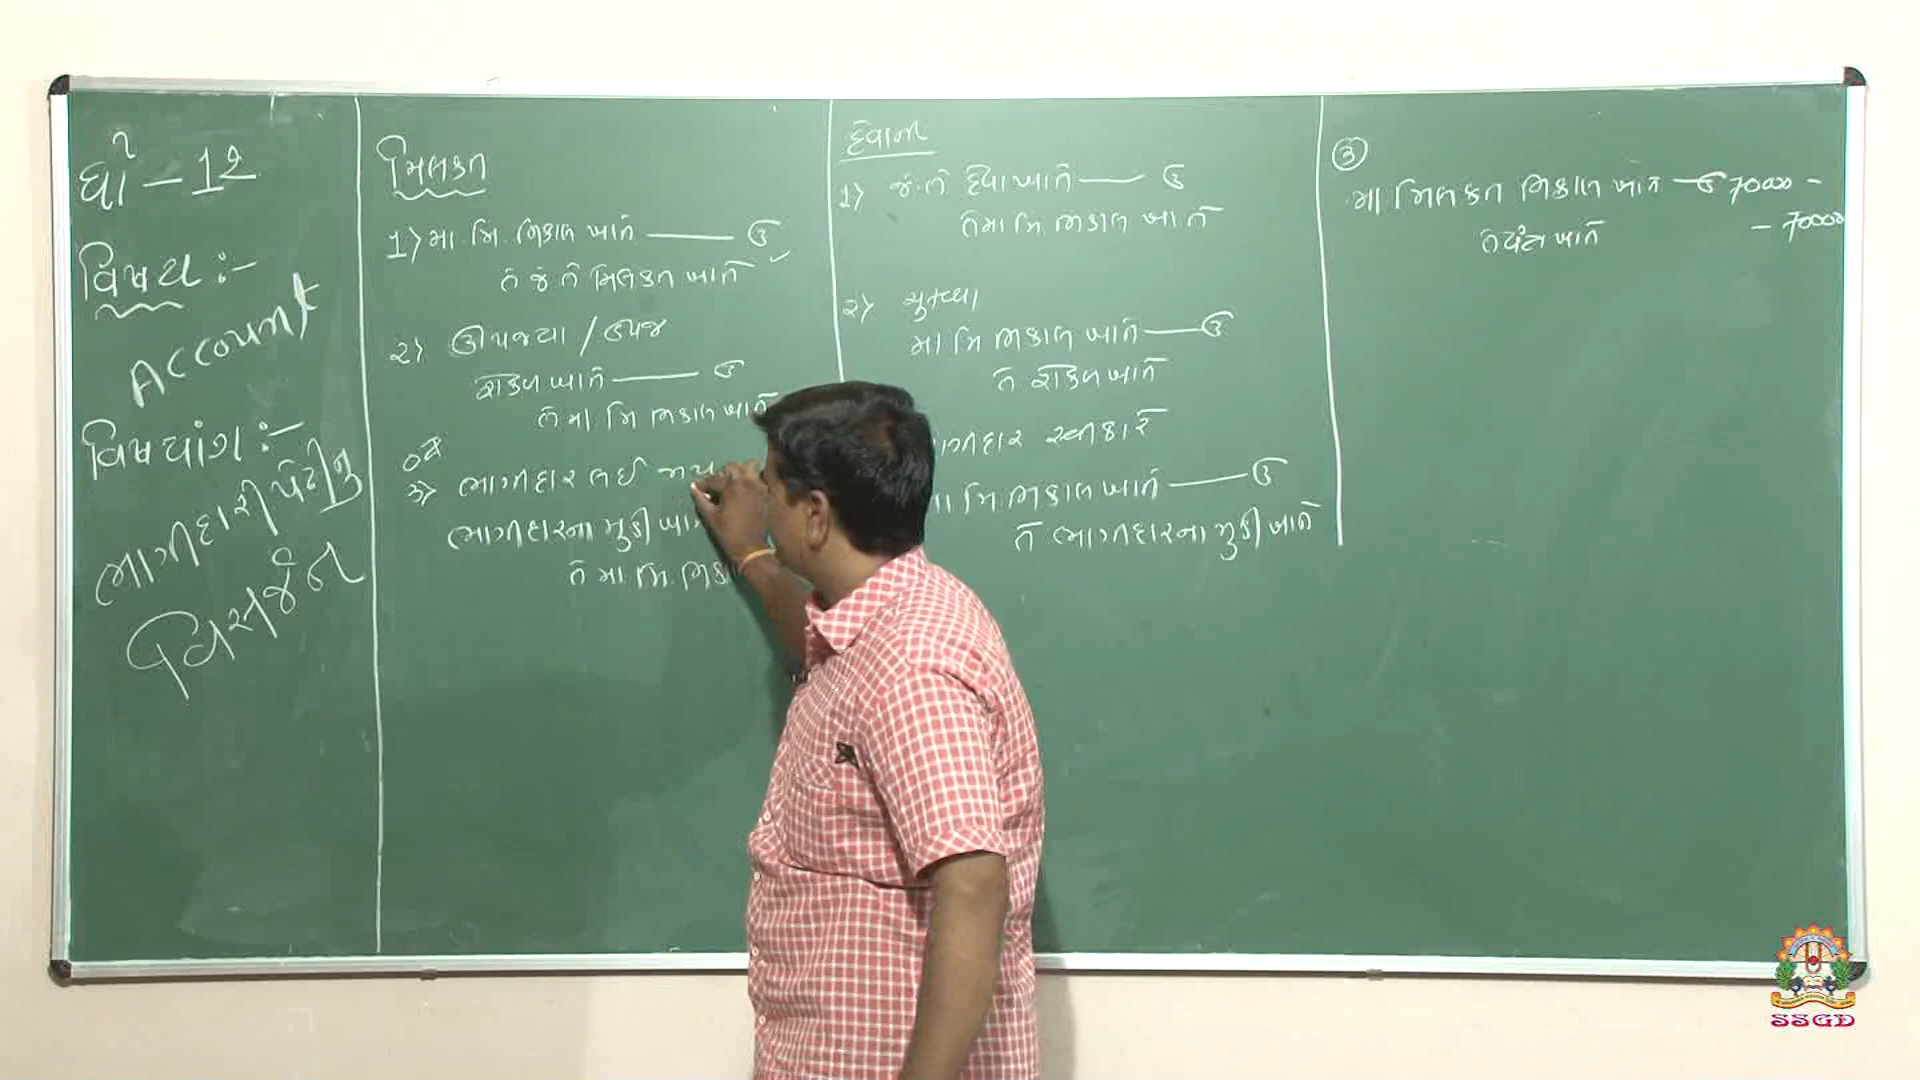 ધો - 12
વિષય :-
Account
વિષયાંગ :-
ભાગીદારી પેઢીનુ
વિસર્જન
મિલકત
1) મા. મિ. નિકાલ ખાતે ——— ઉ
તે જે તે મિલકત ખાતે
2) ઊપજ્યા / ઉપજ
રોકડ ખાતે ——— ઉ
તે મા મિ નિકાલ ખાતે
3) ભાગીદાર લઈ જાય
ભાગીદારના મુડી ખા
તે મા. મિ. નિકા
દેવાના
1) જે. તે દેવા ખાતે —— ઉ
તે મા મિ નિકાલ ખાતે
2) ચુકવ્યા
મા મિ નિકાલ ખાતે —— ઉ
તે રોકડ ખાતે
ાગીદાર સ્વીકારે
મા મિ. નિકાલ ખાતે —— ઉ
તે ભાગીદારના મુડી ખાતે
③
મા મિલકત નિકાલ ખાતે — ઉ 70000 -
તે ખાતે - 70000
SSGD